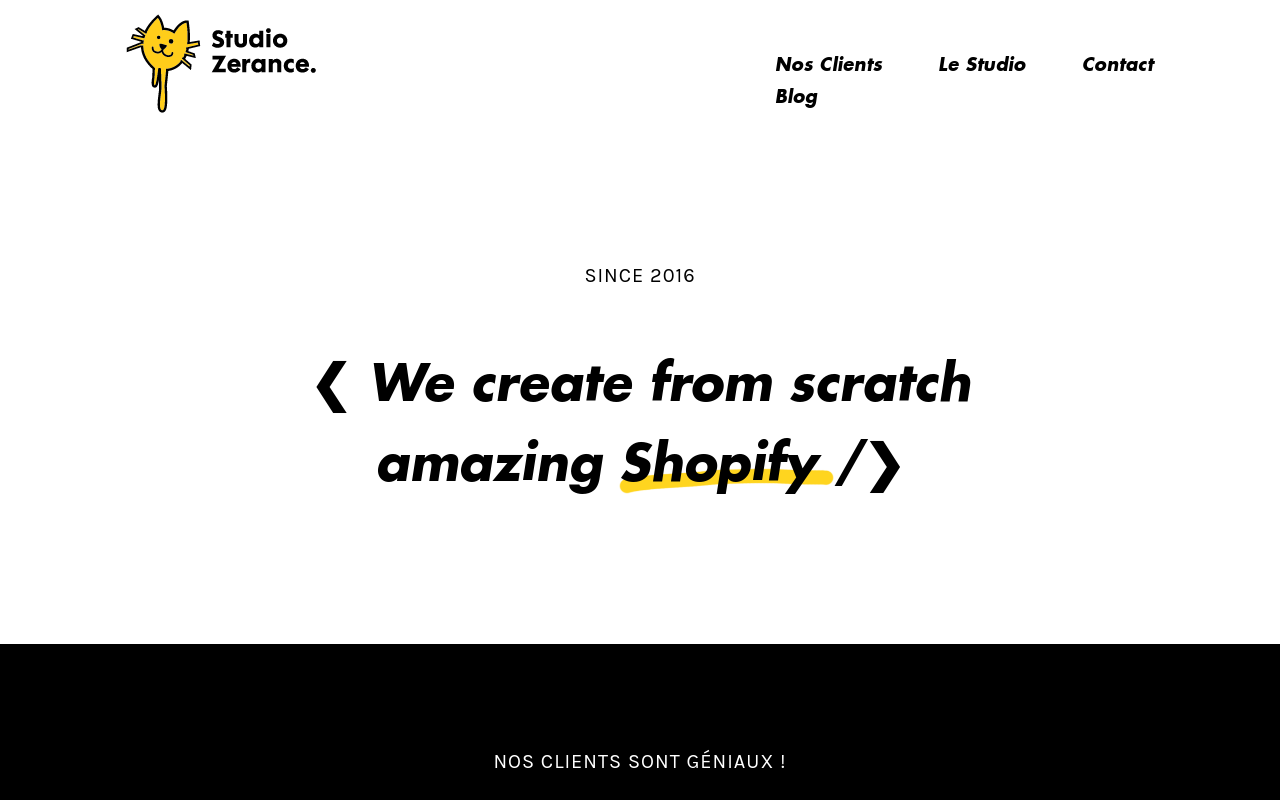 Studio
Zerance.
Nos Clients Le Studio Contact
Blog
SINCE 2016
❮ We create from scratch
amazing Shopify /❯
NOS CLIENTS SONT GÉNIAUX !